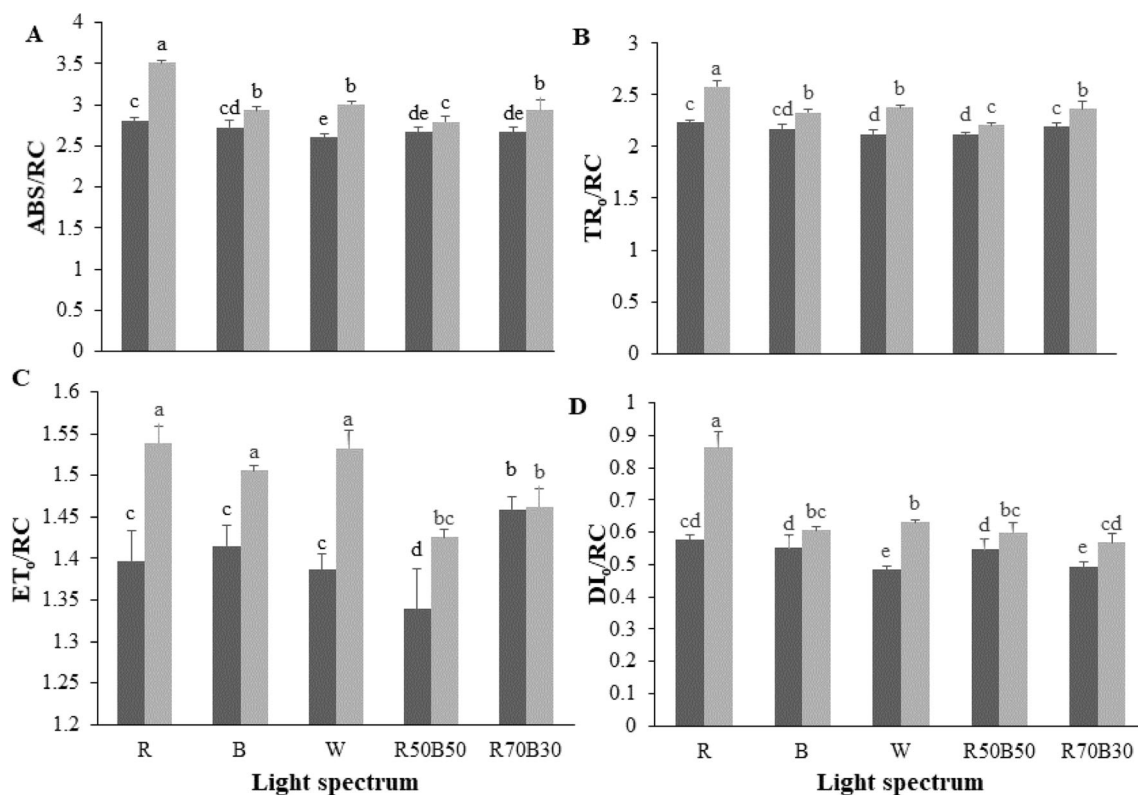 A
ABS/RC
3.5
3
2.5
2
1.5
1
0.5
0
c a
cd b
e b
de c
de b
B
TR₀/RC
3
2.5
2
1.5
1
0.5
0
c a
cd b
d b
d c
c b
C
ET₀/RC
1.6
1.55
1.5
1.45
1.4
1.35
1.3
1.25
1.2
c a
c a
c a
d bc
b b
R B W R50B50 R70B30
Light spectrum
D
DI₀/RC
1
0.9
0.8
0.7
0.6
0.5
0.4
0.3
0.2
0.1
0
cd a
d bc
e b
d bc
e cd
R B W R50B50 R70B30
Light spectrum